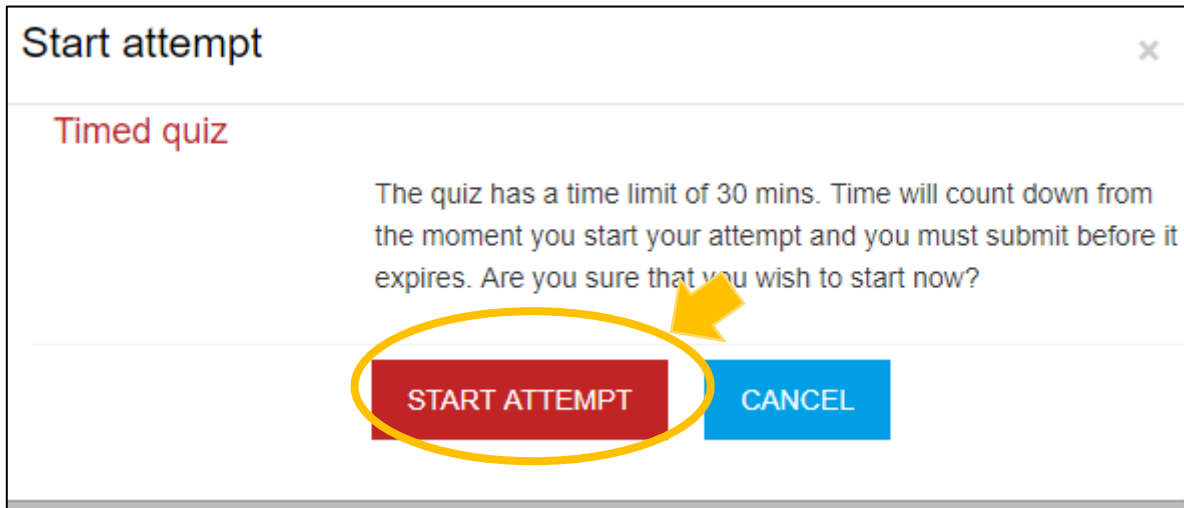 Start attempt
×
Timed quiz
The quiz has a time limit of 30 mins. Time will count down from
the moment you start your attempt and you must submit before it
expires. Are you sure that you wish to start now?
START ATTEMPT
CANCEL